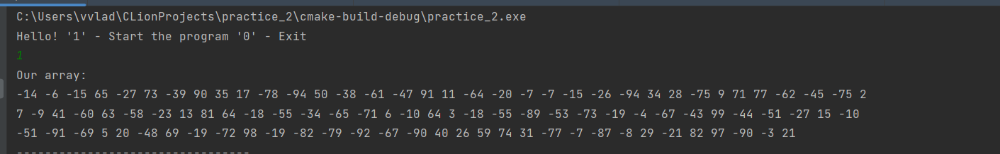 C:\Users\vvlad\CLionProjects\practice_2\cmake-build-debug\practice_2.exe
Hello! '1' - Start the program '0' - Exit
1
Our array:
-14 -6 -15 65 -27 73 -39 90 35 17 -78 -94 50 -38 -61 -47 91 11 -64 -20 -7 -7 -15 -26 -94 34 28 -75 9 71 77 -62 -45 -75 2
7 -9 41 -60 63 -58 -23 13 81 64 -18 -55 -34 -65 -71 6 -10 64 3 -18 -55 -89 -53 -73 -19 -4 -67 -43 99 -44 -51 -27 15 -10
-51 -91 -69 5 20 -48 69 -19 -72 98 -19 -82 -79 -92 -67 -90 40 26 59 74 31 -77 -7 -87 -8 29 -21 82 97 -90 -3 21
---------------------------------